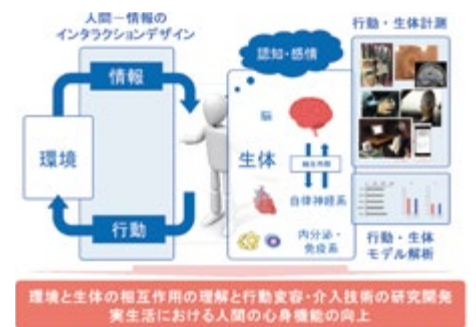 人間－情報の
インタラクションデザイン
情報
環境
行動
認知・感情
脳
生体
相互作用
自律神経系
内分泌・
免疫系
行動・生体計測
行動・生体
モデル解析
環境と生体の相互作用の理解と行動変容・介入技術の研究開発
実生活における人間の心身機能の向上